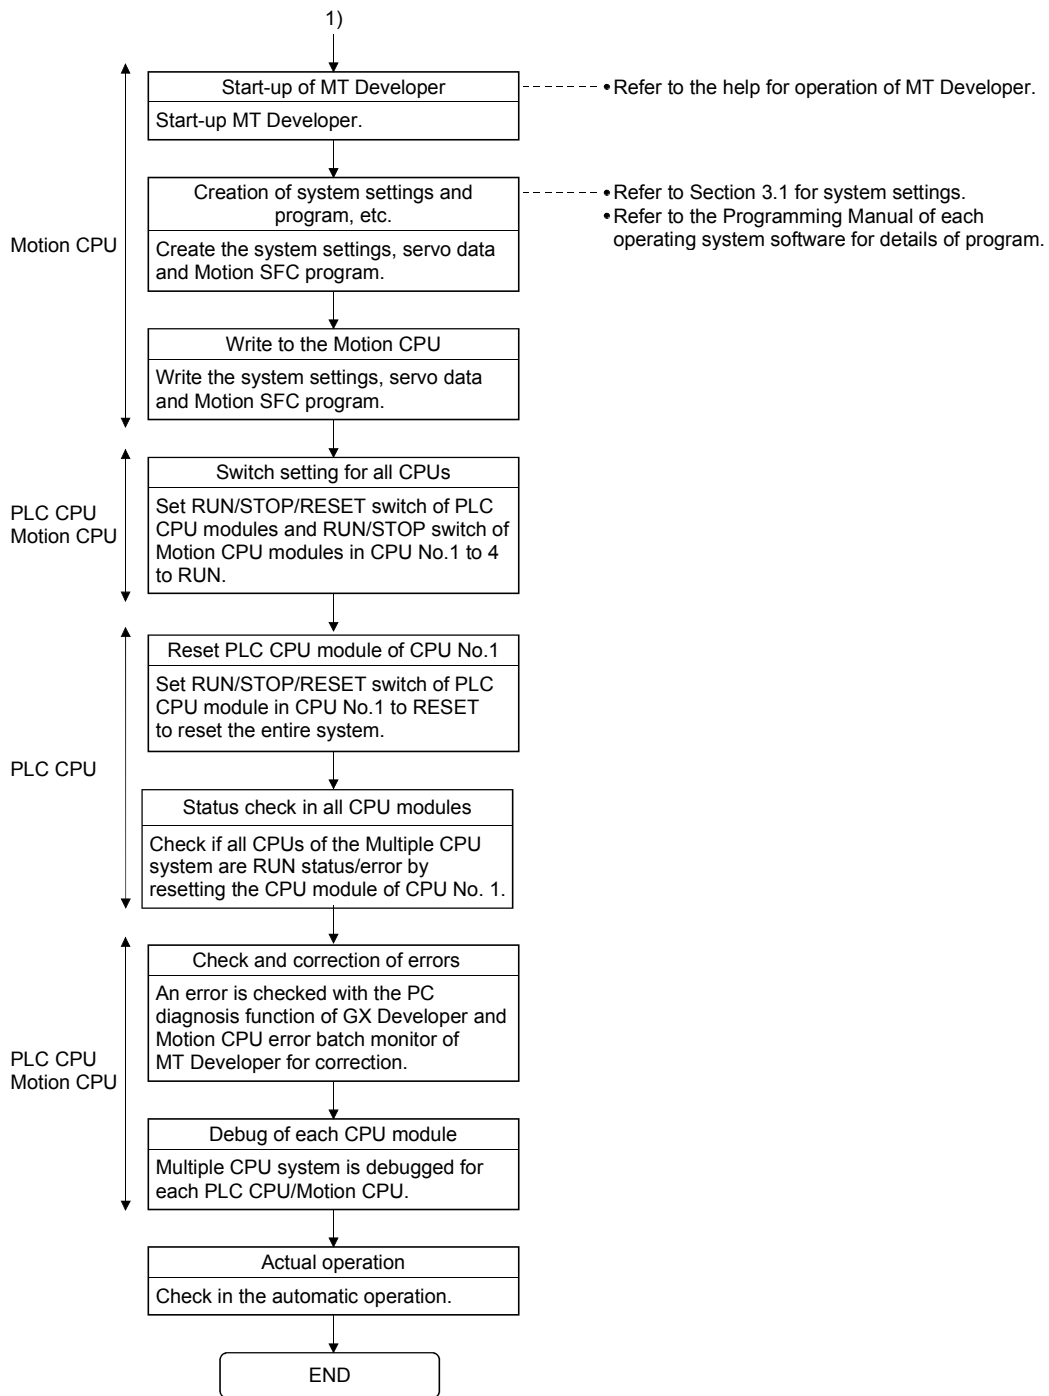 1)
Start-up of MT Developer
Start-up MT Developer.
•Refer to the help for operation of MT Developer.
Creation of system settings and
program, etc.
Create the system settings, servo data
and Motion SFC program.
•Refer to Section 3.1 for system settings.
•Refer to the Programming Manual of each
operating system software for details of program.
Motion CPU
Write to the Motion CPU
Write the system settings, servo data
and Motion SFC program.
Switch setting for all CPUs
Set RUN/STOP/RESET switch of PLC
CPU modules and RUN/STOP switch of
Motion CPU modules in CPU No.1 to 4
to RUN.
PLC CPU
Motion CPU
Reset PLC CPU module of CPU No.1
Set RUN/STOP/RESET switch of PLC
CPU module in CPU No.1 to RESET
to reset the entire system.
PLC CPU
Status check in all CPU modules
Check if all CPUs of the Multiple CPU
system are RUN status/error by
resetting the CPU module of CPU No. 1.
Check and correction of errors
An error is checked with the PC
diagnosis function of GX Developer and
Motion CPU error batch monitor of
MT Developer for correction.
PLC CPU
Motion CPU
Debug of each CPU module
Multiple CPU system is debugged for
each PLC CPU/Motion CPU.
Actual operation
Check in the automatic operation.
END